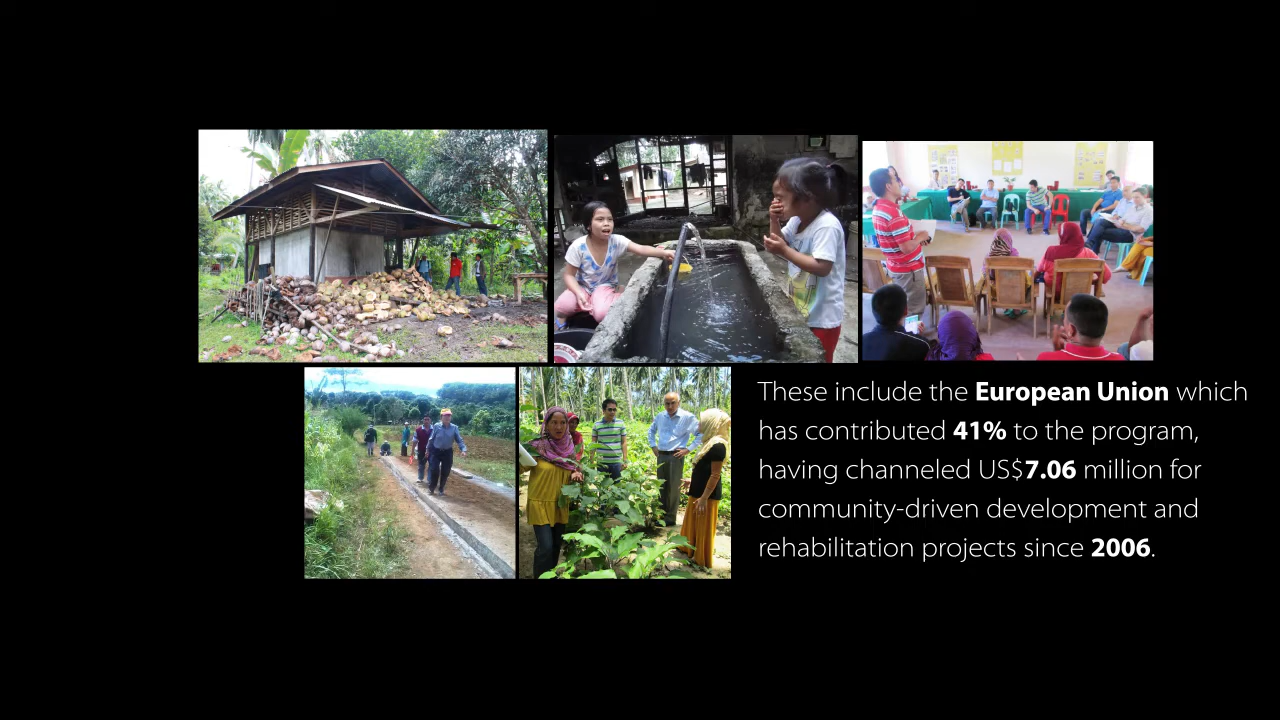 These include the European Union which
has contributed 41% to the program,
having channeled US$7.06 million for
community-driven development and
rehabilitation projects since 2006.